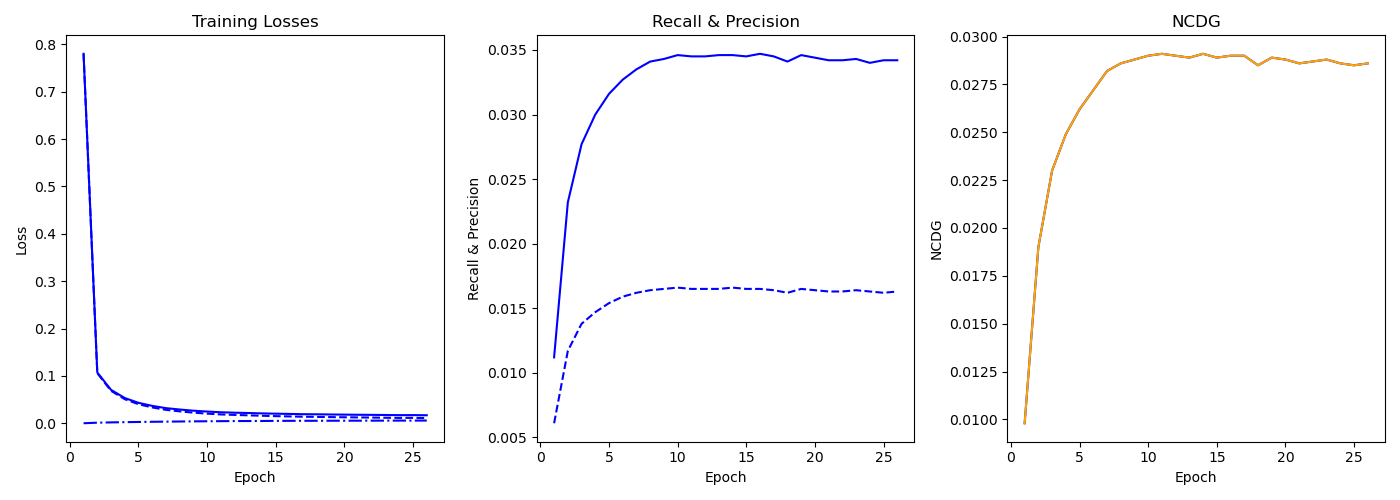 Training Losses
Loss
0.8
0.7
0.6
0.5
0.4
0.3
0.2
0.1
0.0
0 5 10 15 20 25
Epoch
Recall & Precision
Recall & Precision
0.035
0.030
0.025
0.020
0.015
0.010
0.005
0 5 10 15 20 25
Epoch
NCDG
NCDG
0.0300
0.0275
0.0250
0.0225
0.0200
0.0175
0.0150
0.0125
0.0100
0 5 10 15 20 25
Epoch